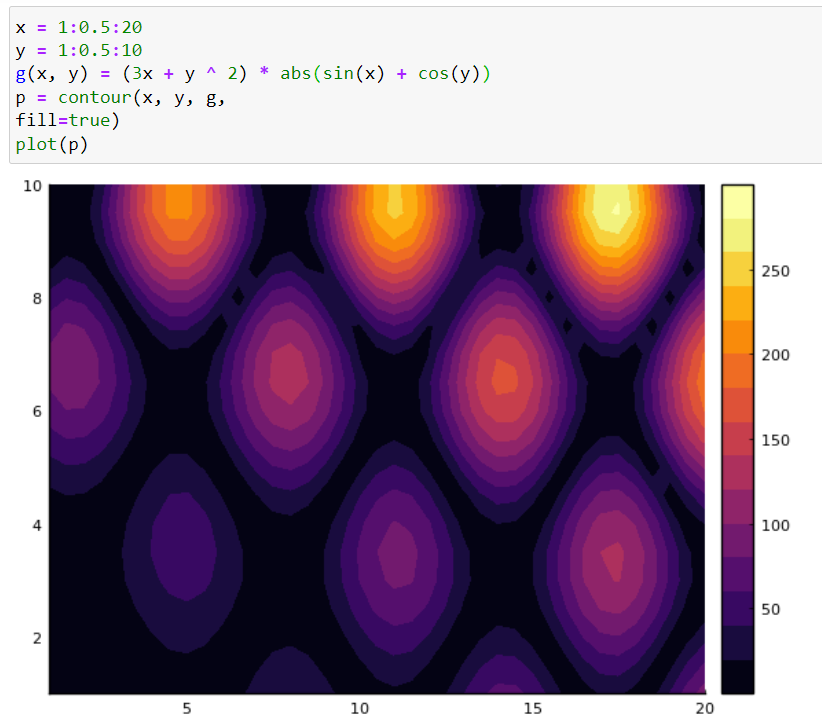 x = 1:0.5:20
y = 1:0.5:10
g(x, y) = (3x + y ^ 2) * abs(sin(x) + cos(y))
p = contour(x, y, g,
fill=true)
plot(p)
10
8
6
4
2
5
10
15
20
250
200
150
100
50